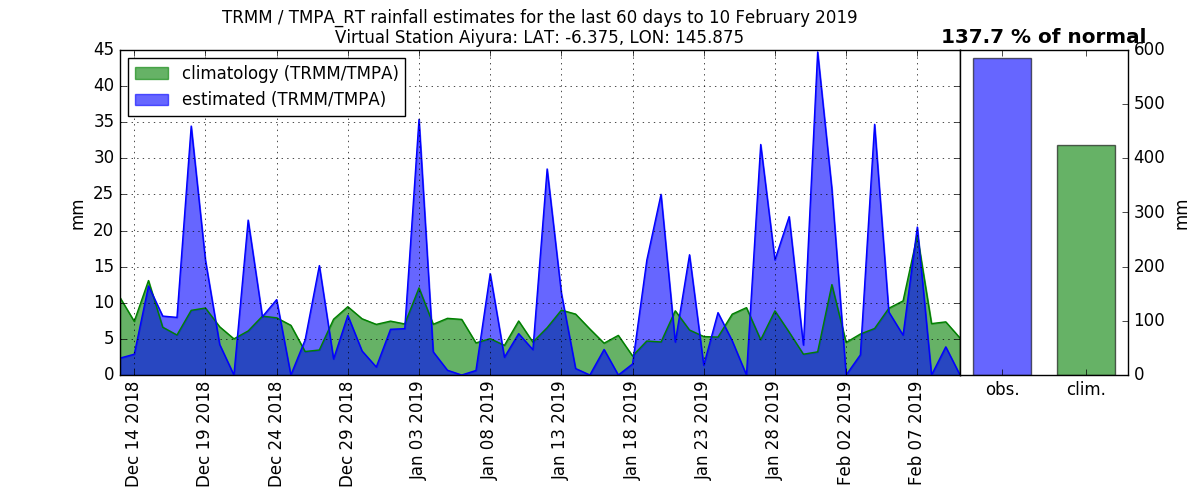 TRMM / TMPA_RT rainfall estimates for the last 60 days to 10 February 2019
Virtual Station Aiyura: LAT: -6.375, LON: 145.875
137.7 % of normal
climatology (TRMM/TMPA)
estimated (TRMM/TMPA)
mm
45
40
35
30
25
20
15
10
5
0
Dec 14 2018
Dec 19 2018
Dec 24 2018
Dec 29 2018
Jan 03 2019
Jan 08 2019
Jan 13 2019
Jan 18 2019
Jan 23 2019
Jan 28 2019
Feb 02 2019
Feb 07 2019
obs.
clim.
600
500
400
300
200
100
0
mm